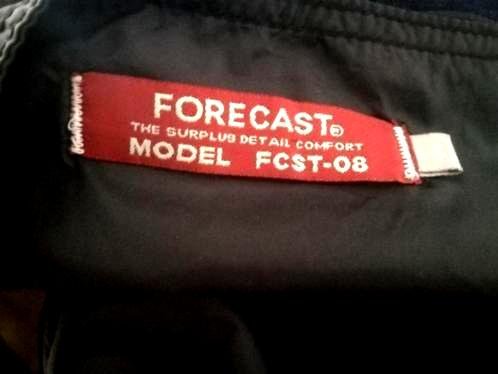 FORECAST®
THE SURPLUS DETAIL COMFORT
MODEL FCST-08